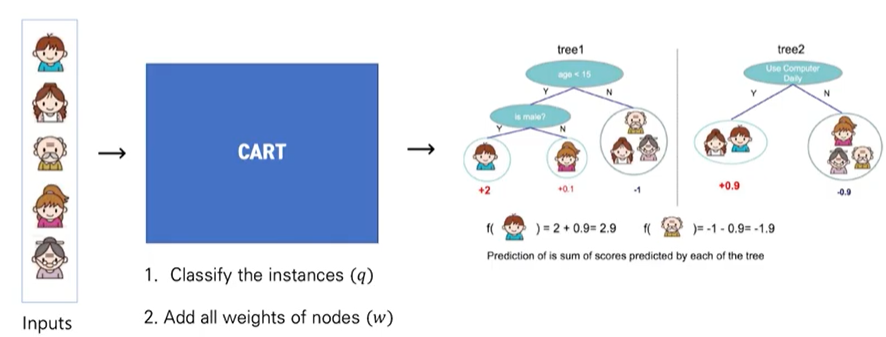 Inputs
CART
1. Classify the instances (q)
2. Add all weights of nodes (w)
tree1
age < 15
Y
N
is male?
Y
N
+2
+0.1
-1
tree2
Use Computer
Daily
Y
N
+0.9
-0.9
f( ) = 2 + 0.9= 2.9
f( )= -1 - 0.9= -1.9
Prediction of is sum of scores predicted by each of the tree